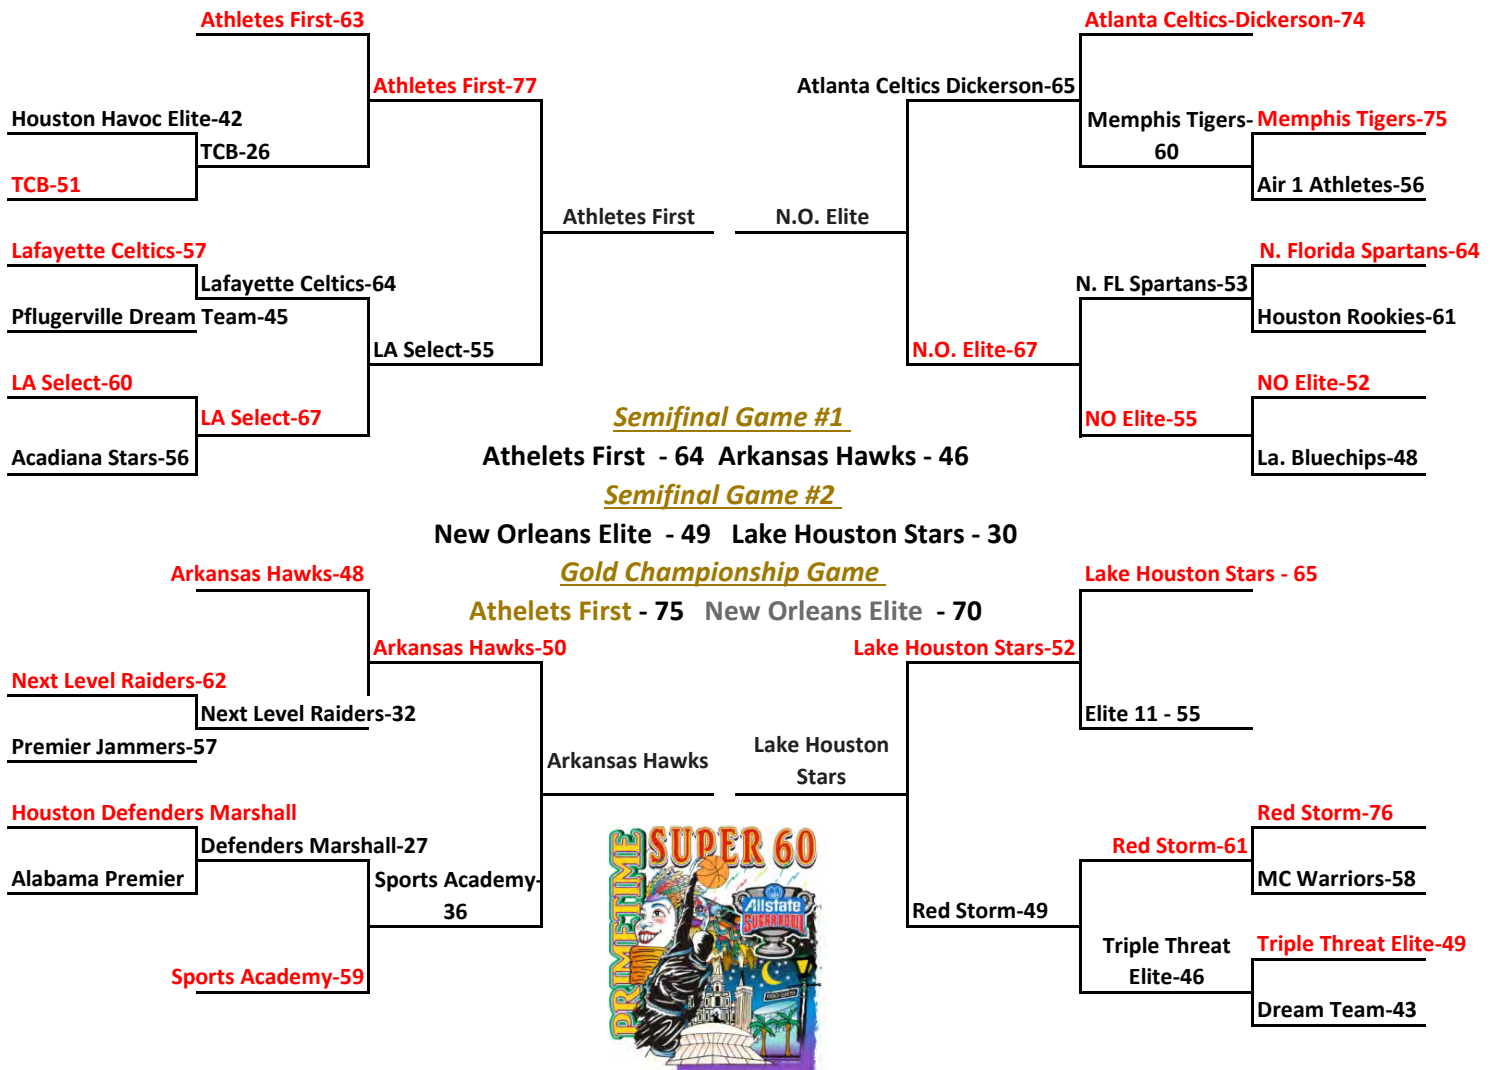 Athletes First-63
Atlanta Celtics-Dickerson-74
Athletes First-77
Atlanta Celtics Dickerson-65
Houston Havoc Elite-42
Memphis Tigers-
60
Memphis Tigers-75
TCB-26
TCB-51
Air 1 Athletes-56
Athletes First
N.O. Elite
Lafayette Celtics-57
N. Florida Spartans-64
Lafayette Celtics-64
N. FL Spartans-53
Pflugerville Dream Team-45
Houston Rookies-61
LA Select-55
N.O. Elite-67
LA Select-60
NO Elite-52
LA Select-67
Semifinal Game #1
NO Elite-55
Acadiana Stars-56
Athelets First - 64 Arkansas Hawks - 46
La. Bluechips-48
Semifinal Game #2
New Orleans Elite - 49 Lake Houston Stars - 30
Arkansas Hawks-48
Gold Championship Game
Lake Houston Stars - 65
Athelets First - 75 New Orleans Elite - 70
Arkansas Hawks-50
Lake Houston Stars-52
Next Level Raiders-62
Next Level Raiders-32
Elite 11 - 55
Premier Jammers-57
Arkansas Hawks
Lake Houston
Stars
Houston Defenders Marshall
Red Storm-76
Defenders Marshall-27
Red Storm-61
Alabama Premier
Sports Academy-
36
MC Warriors-58
Red Storm-49
Sports Academy-59
Triple Threat
Elite-46
Triple Threat Elite-49
Dream Team-43
PRIMETIME
SUPER 60
Allstate
SUGAR BOWL